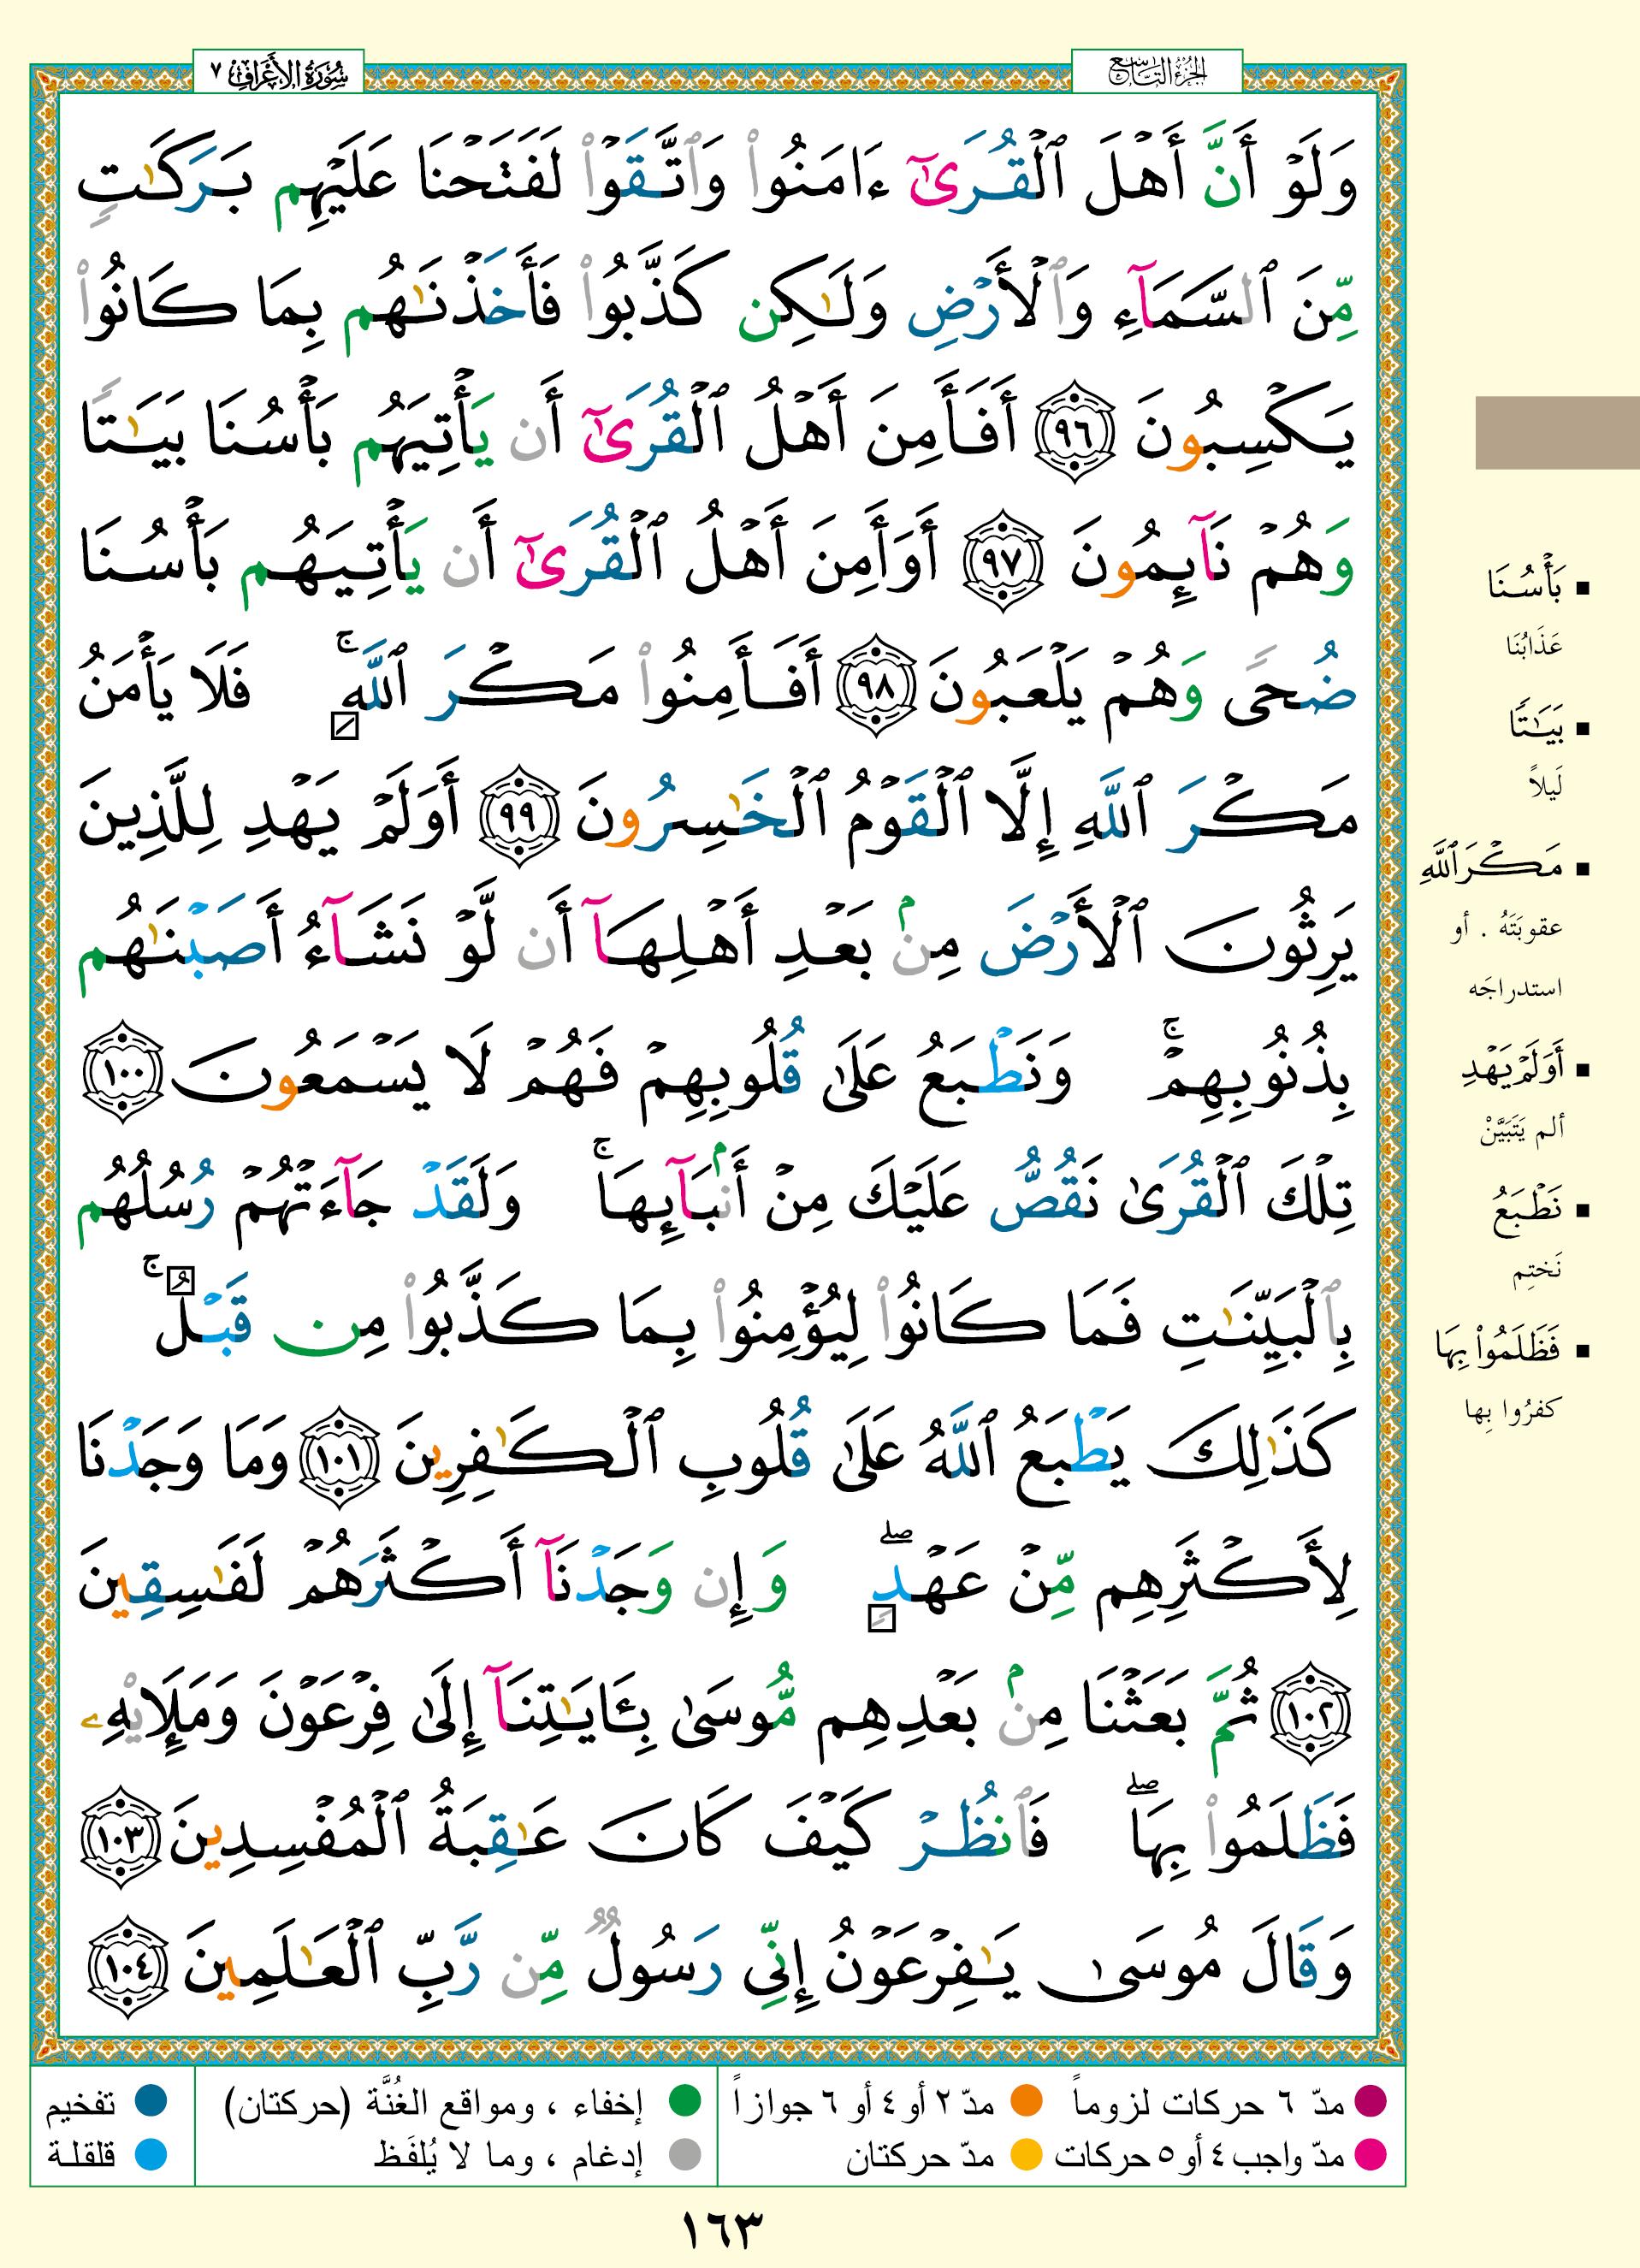 الجزء التاسع
سورة الأعراف ٧
وَلَوْ أَنَّ أَهْلَ ٱلْقُرَىٰٓ ءَامَنُوا۟ وَٱتَّقَوْا۟ لَفَتَحْنَا عَلَيْهِم بَرَكَٰتٍ
مِّنَ ٱلسَّمَآءِ وَٱلْأَرْضِ وَلَٰكِن كَذَّبُوا۟ فَأَخَذْنَٰهُم بِمَا كَانُوا۟
يَكْسِبُونَ ٩٦ أَفَأَمِنَ أَهْلُ ٱلْقُرَىٰٓ أَن يَأْتِيَهُم بَأْسُنَا بَيَٰتًا
وَهُمْ نَآئِمُونَ ٩٧ أَوَأَمِنَ أَهْلُ ٱلْقُرَىٰٓ أَن يَأْتِيَهُم بَأْسُنَا
ضُحًى وَهُمْ يَلْعَبُونَ ٩٨ أَفَأَمِنُوا۟ مَكْرَ ٱللَّهِ ۚ فَلَا يَأْمَنُ
مَكْرَ ٱللَّهِ إِلَّا ٱلْقَوْمُ ٱلْخَٰسِرُونَ ٩٩ أَوَلَمْ يَهْدِ لِلَّذِينَ
يَرِثُونَ ٱلْأَرْضَ مِنۢ بَعْدِ أَهْلِهَآ أَن لَّوْ نَشَآءُ أَصَبْنَٰهُم
بِذُنُوبِهِمْ ۚ وَنَطْبَعُ عَلَىٰ قُلُوبِهِمْ فَهُمْ لَا يَسْمَعُونَ ١٠٠
تِلْكَ ٱلْقُرَىٰ نَقُصُّ عَلَيْكَ مِنْ أَنۢبَآئِهَا ۚ وَلَقَدْ جَآءَتْهُمْ رُسُلُهُم
بِٱلْبَيِّنَٰتِ فَمَا كَانُوا۟ لِيُؤْمِنُوا۟ بِمَا كَذَّبُوا۟ مِن قَبْلُ ۚ
كَذَٰلِكَ يَطْبَعُ ٱللَّهُ عَلَىٰ قُلُوبِ ٱلْكَٰفِرِينَ ١٠١ وَمَا وَجَدْنَا
لِأَكْثَرِهِم مِّنْ عَهْدٍ ۖ وَإِن وَجَدْنَآ أَكْثَرَهُمْ لَفَٰسِقِينَ
١٠٢ ثُمَّ بَعَثْنَا مِنۢ بَعْدِهِم مُّوسَىٰ بِـَٔايَٰتِنَآ إِلَىٰ فِرْعَوْنَ وَمَلَإِي۟هِۦ
فَظَلَمُوا۟ بِهَا ۖ فَٱنظُرْ كَيْفَ كَانَ عَٰقِبَةُ ٱلْمُفْسِدِينَ ١٠٣
وَقَالَ مُوسَىٰ يَٰفِرْعَوْنُ إِنِّى رَسُولٌ مِّن رَّبِّ ٱلْعَٰلَمِينَ ١٠٤
▪ بَأْسُنَا
عَذَابُنَا
▪ بَيَٰتًا
لَيلاً
▪ مَكْرَ ٱللَّهِ
عقوبَتَهُ . أو
استدراجَه
▪ أَوَلَمْ يَهْدِ
ألم يَتَبَيَّنْ
▪ نَطْبَعُ
نَختِم
▪ فَظَلَمُوا۟ بِهَا
كفرُوا بِها
مدّ ٦ حركات لزوماً مدّ ٢ أو ٤ أو ٦ جوازاً إخفاء ، ومواقع الغُنَّة (حركتان) تفخيم
مدّ واجب ٤ أو ٥ حركات مدّ حركتان إدغام ، وما لا يُلفَظ قلقلة
١٦٣